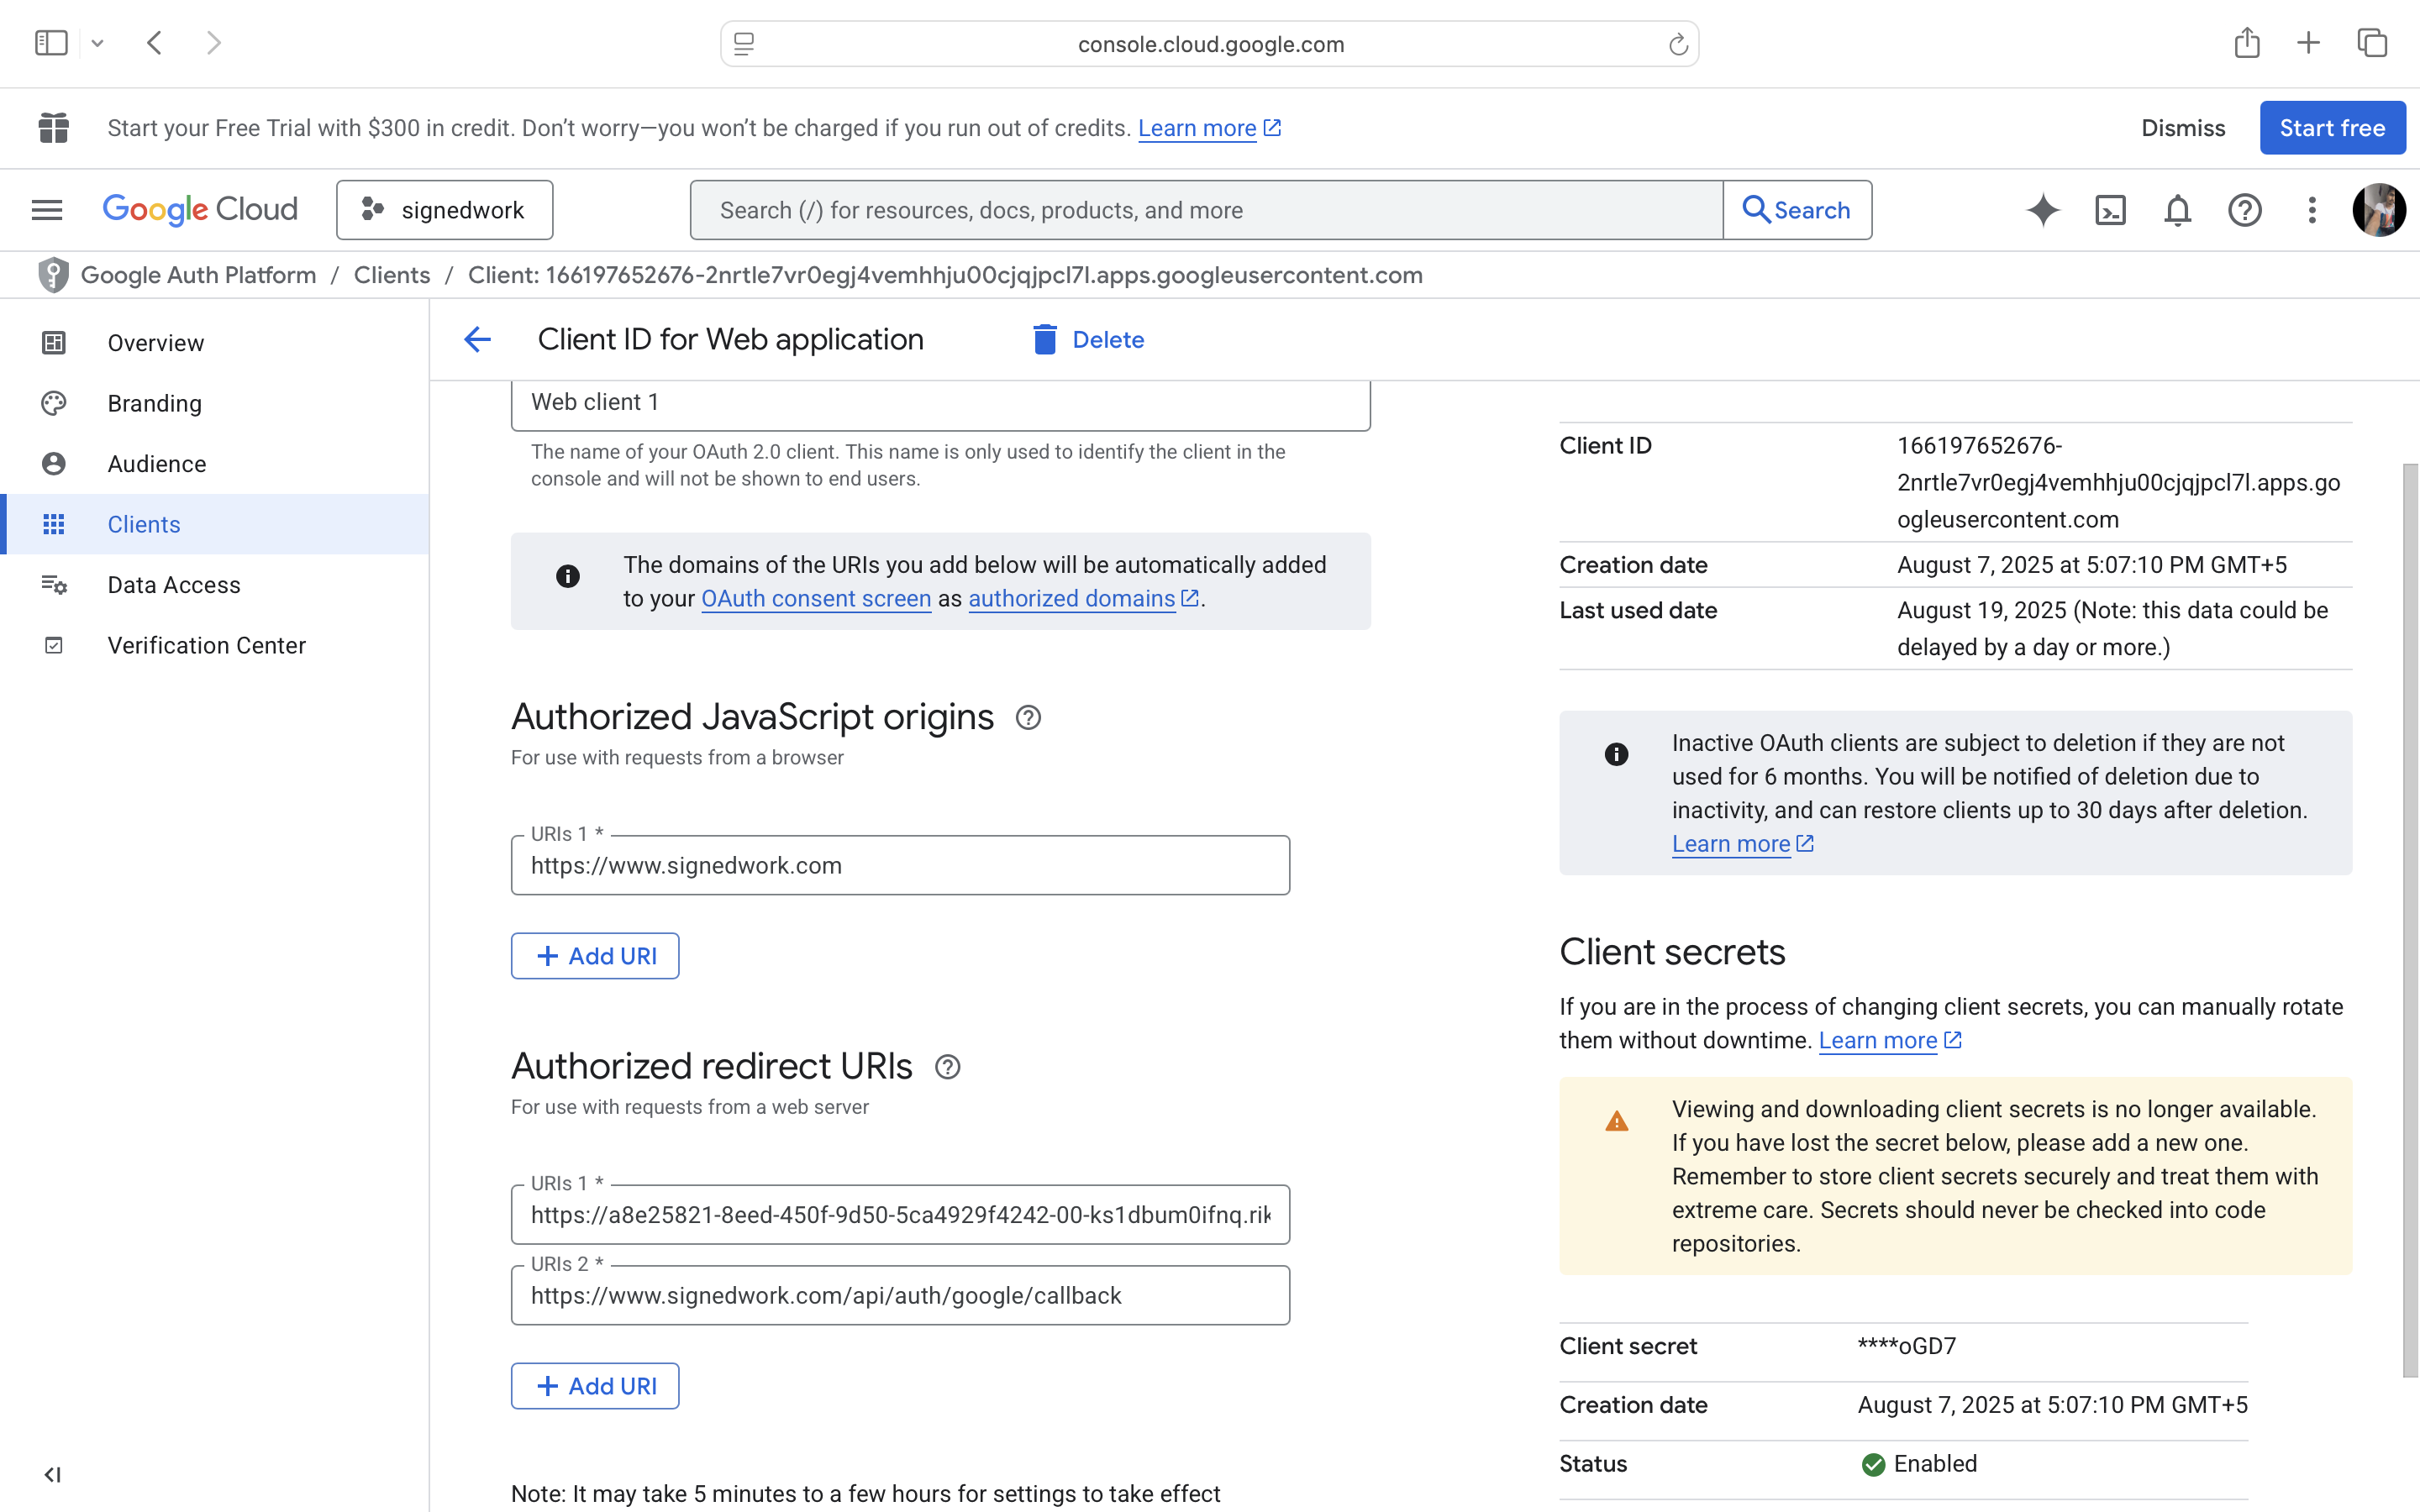 console.cloud.google.com
Start your Free Trial with $300 in credit. Don’t worry—you won’t be charged if you run out of credits. Learn more
Dismiss
Start free
Google Cloud
signedwork
Search (/) for resources, docs, products, and more
Search
Google Auth Platform / Clients / Client: 166197652676-2nrtle7vr0egj4vemhhju00cjqjpcl7l.apps.googleusercontent.com
Overview
Branding
Audience
Clients
Data Access
Verification Center
Client ID for Web application
Delete
Web client 1
The name of your OAuth 2.0 client. This name is only used to identify the client in the
console and will not be shown to end users.
The domains of the URIs you add below will be automatically added
to your OAuth consent screen as authorized domains.
Authorized JavaScript origins
For use with requests from a browser
URIs 1 *
https://www.signedwork.com
Add URI
Authorized redirect URIs
For use with requests from a web server
URIs 1 *
https://a8e25821-8eed-450f-9d50-5ca4929f4242-00-ks1dbum0ifnq.rik
URIs 2 *
https://www.signedwork.com/api/auth/google/callback
Add URI
Note: It may take 5 minutes to a few hours for settings to take effect
Client ID
166197652676-
2nrtle7vr0egj4vemhhju00cjqjpcl7l.apps.go
ogleusercontent.com
Creation date
August 7, 2025 at 5:07:10 PM GMT+5
Last used date
August 19, 2025 (Note: this data could be
delayed by a day or more.)
Inactive OAuth clients are subject to deletion if they are not
used for 6 months. You will be notified of deletion due to
inactivity, and can restore clients up to 30 days after deletion.
Learn more
Client secrets
If you are in the process of changing client secrets, you can manually rotate
them without downtime. Learn more
Viewing and downloading client secrets is no longer available.
If you have lost the secret below, please add a new one.
Remember to store client secrets securely and treat them with
extreme care. Secrets should never be checked into code
repositories.
Client secret
****oGD7
Creation date
August 7, 2025 at 5:07:10 PM GMT+5
Status
Enabled